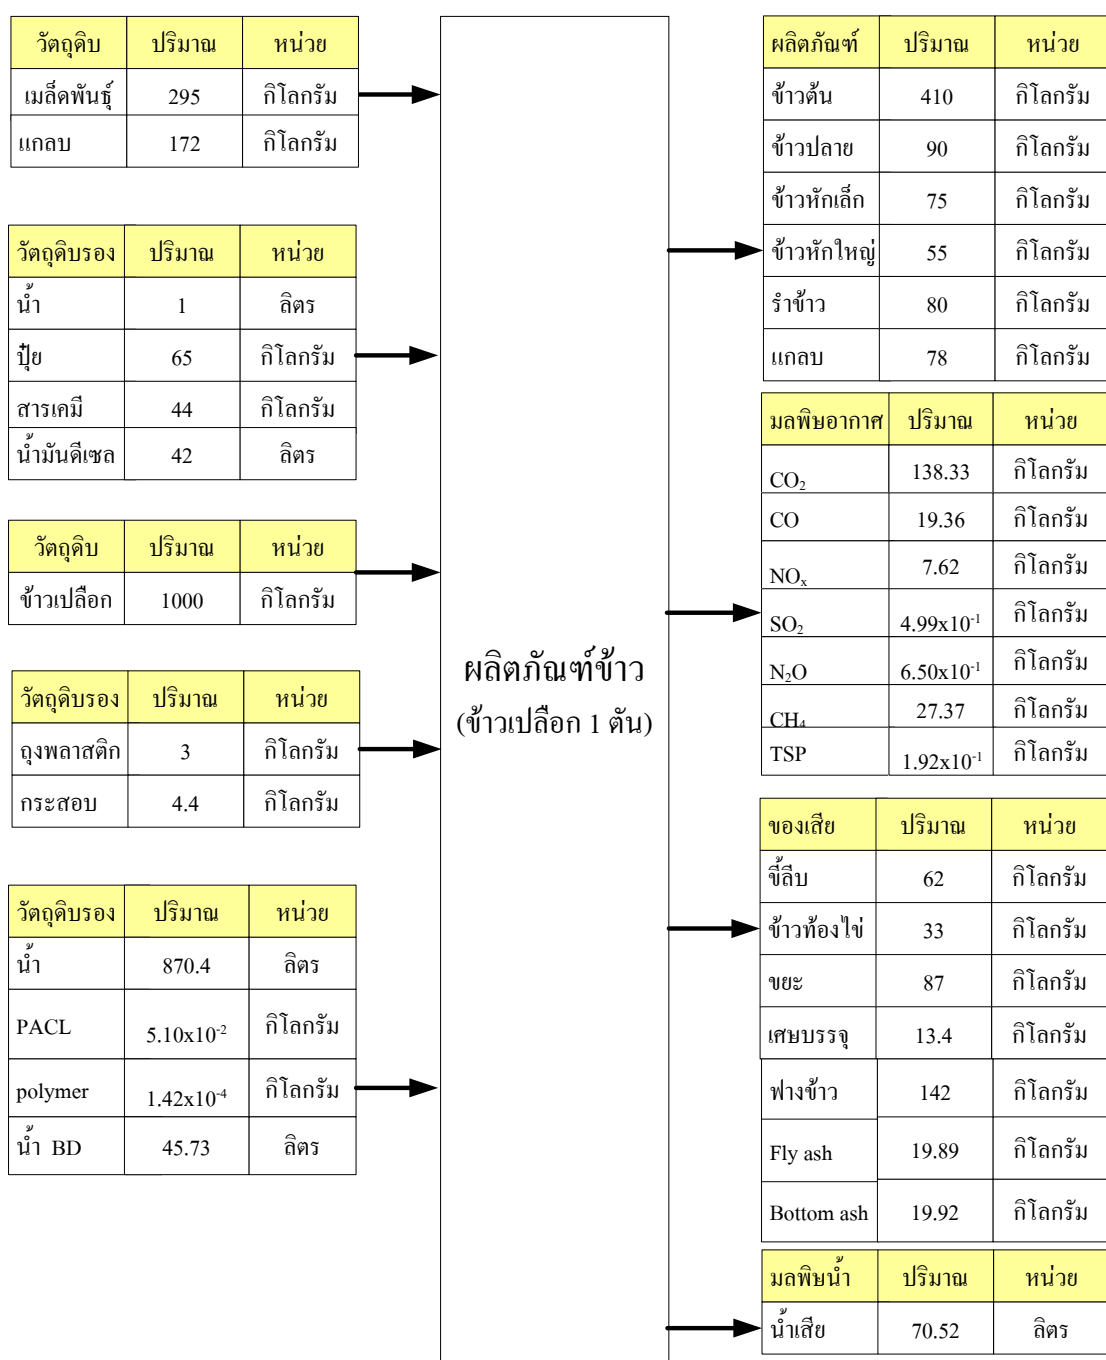 วัตถุดิบ ปริมาณ หน่วย
เมล็ดพันธุ์ 295 กิโลกรัม
แกลบ 172 กิโลกรัม
วัตถุดิบรอง ปริมาณ หน่วย
น้ำ 1 ลิตร
ปุ๋ย 65 กิโลกรัม
สารเคมี 44 กิโลกรัม
น้ำมันดีเซล 42 ลิตร
วัตถุดิบ ปริมาณ หน่วย
ข้าวเปลือก 1000 กิโลกรัม
วัตถุดิบรอง ปริมาณ หน่วย
ถุงพลาสติก 3 กิโลกรัม
กระสอบ 4.4 กิโลกรัม
วัตถุดิบรอง ปริมาณ หน่วย
น้ำ 870.4 ลิตร
PACL 5.10x10⁻² กิโลกรัม
polymer 1.42x10⁻⁴ กิโลกรัม
น้ำ BD 45.73 ลิตร
ผลิตภัณฑ์ข้าว
(ข้าวเปลือก 1 ตัน)
ผลิตภัณฑ์ ปริมาณ หน่วย
ข้าวต้น 410 กิโลกรัม
ข้าวปลาย 90 กิโลกรัม
ข้าวหักเล็ก 75 กิโลกรัม
ข้าวหักใหญ่ 55 กิโลกรัม
รำข้าว 80 กิโลกรัม
แกลบ 78 กิโลกรัม
มลพิษอากาศ ปริมาณ หน่วย
CO₂ 138.33 กิโลกรัม
CO 19.36 กิโลกรัม
NOₓ 7.62 กิโลกรัม
SO₂ 4.99x10⁻¹ กิโลกรัม
N₂O 6.50x10⁻¹ กิโลกรัม
CH₄ 27.37 กิโลกรัม
TSP 1.92x10⁻¹ กิโลกรัม
ของเสีย ปริมาณ หน่วย
ขี้ลีบ 62 กิโลกรัม
ข้าวท้องไข่ 33 กิโลกรัม
ขยะ 87 กิโลกรัม
เศษบรรจุ 13.4 กิโลกรัม
ฟางข้าว 142 กิโลกรัม
Fly ash 19.89 กิโลกรัม
Bottom ash 19.92 กิโลกรัม
มลพิษน้ำ ปริมาณ หน่วย
น้ำเสีย 70.52 ลิตร